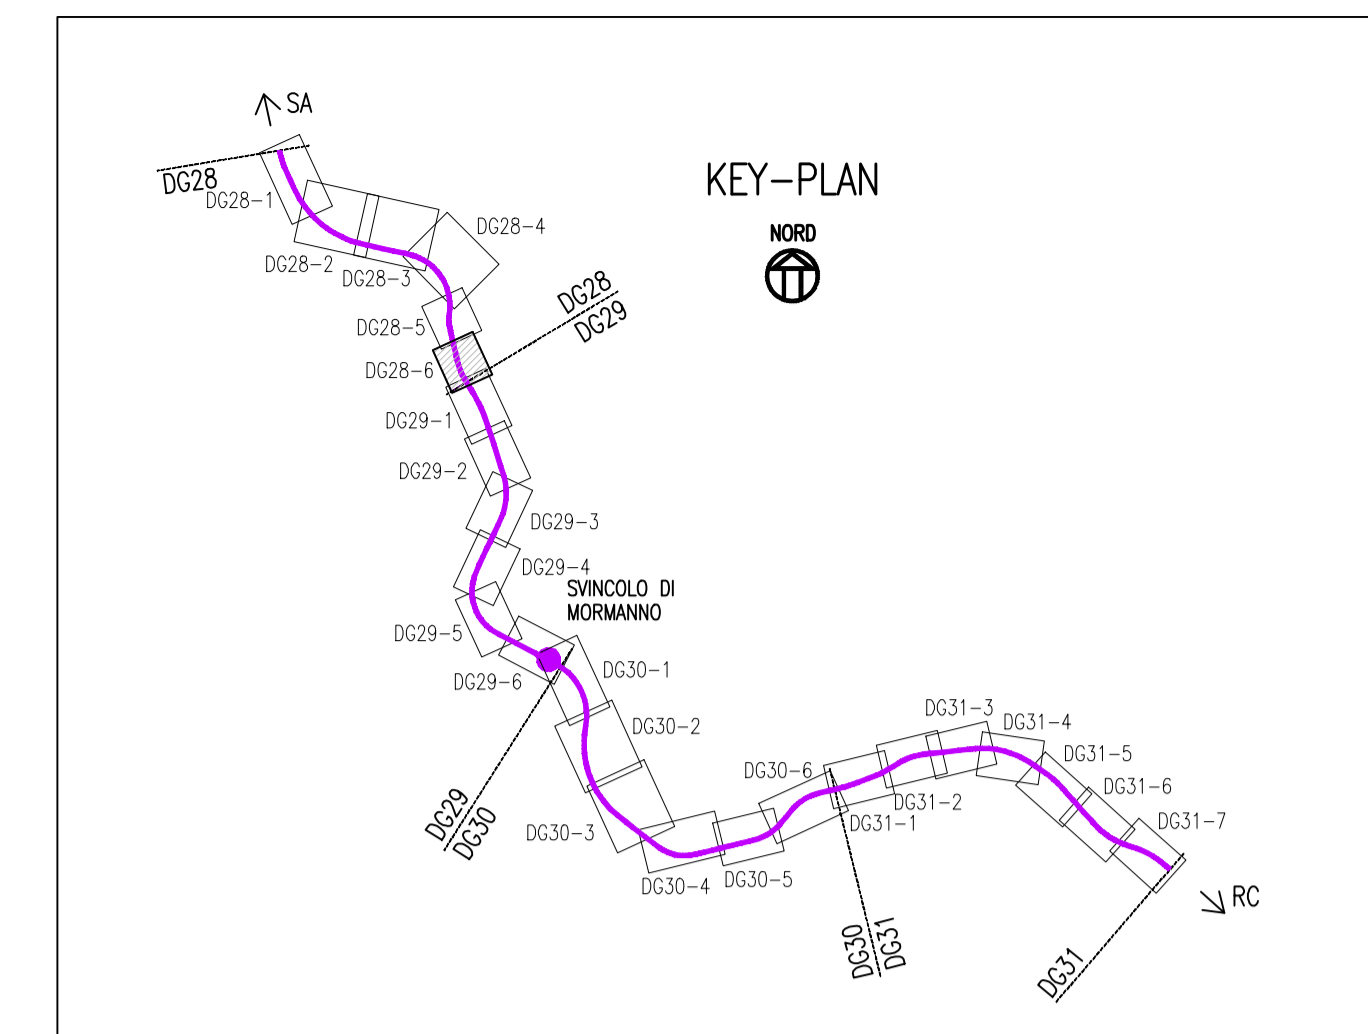 SA
KEY-PLAN
NORD
DG28
DG28-1
DG28-2
DG28-3
DG28-4
DG28-5
DG28-6
DG28
DG29
DG29-1
DG29-2
DG29-3
DG29-4
SVINCOLO DI
MORMANNO
DG29-5
DG29-6
DG30-1
DG30-2
DG29
DG30
DG30-3
DG30-4
DG30-5
DG30-6
DG31-1
DG31-2
DG31-3
DG31-4
DG31-5
DG31-6
DG31-7
RC
DG30
DG31
DG31